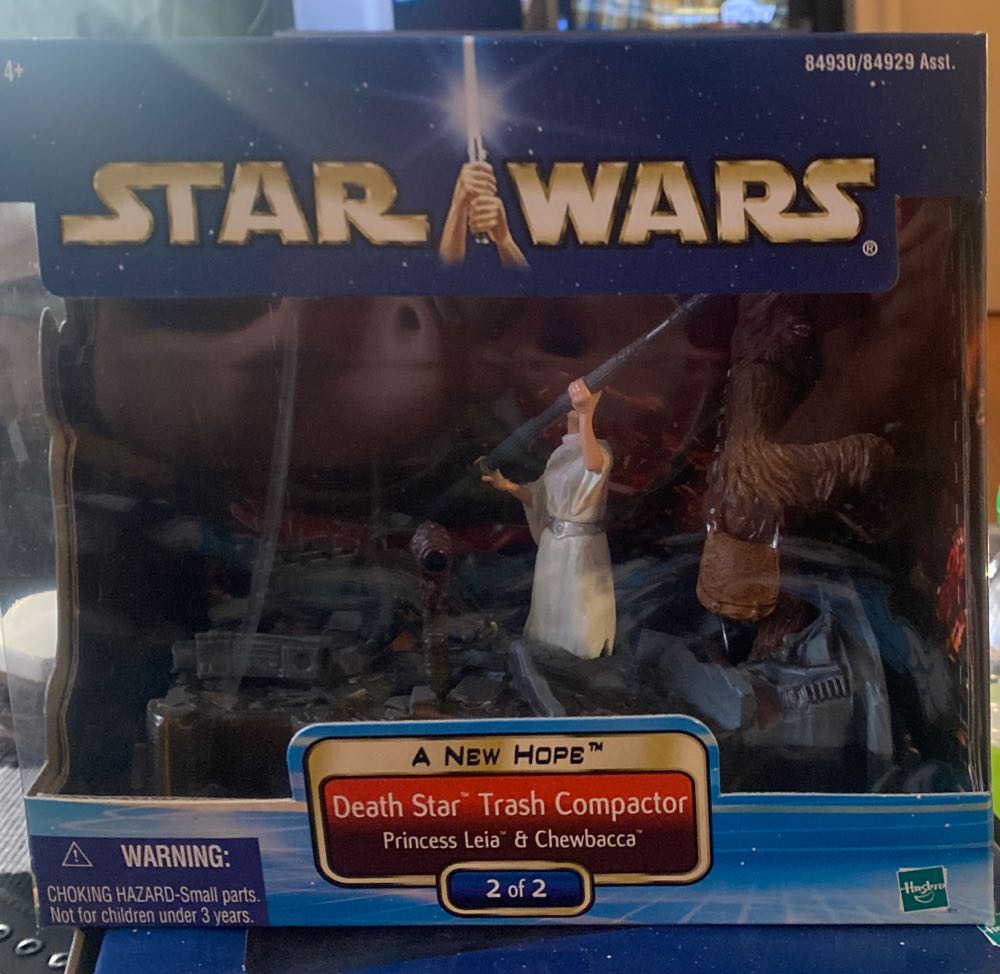 4+
84930/84929 Asst.
STAR WARS®
A NEW HOPE™
Death Star™ Trash Compactor
Princess Leia™ & Chewbacca™
2 of 2
WARNING:
CHOKING HAZARD-Small parts.
Not for children under 3 years.
Hasbro